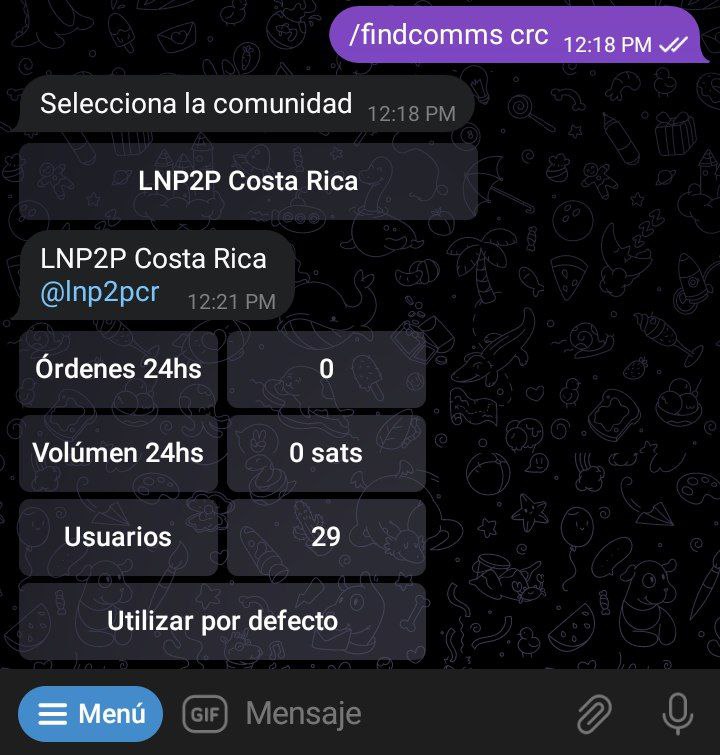 /findcomms crc 12:18 PM
Selecciona la comunidad 12:18 PM
LNP2P Costa Rica
LNP2P Costa Rica
@lnp2pcr 12:21 PM
Órdenes 24hs 0
Volúmen 24hs 0 sats
Usuarios 29
Utilizar por defecto
Menú GIF Mensaje